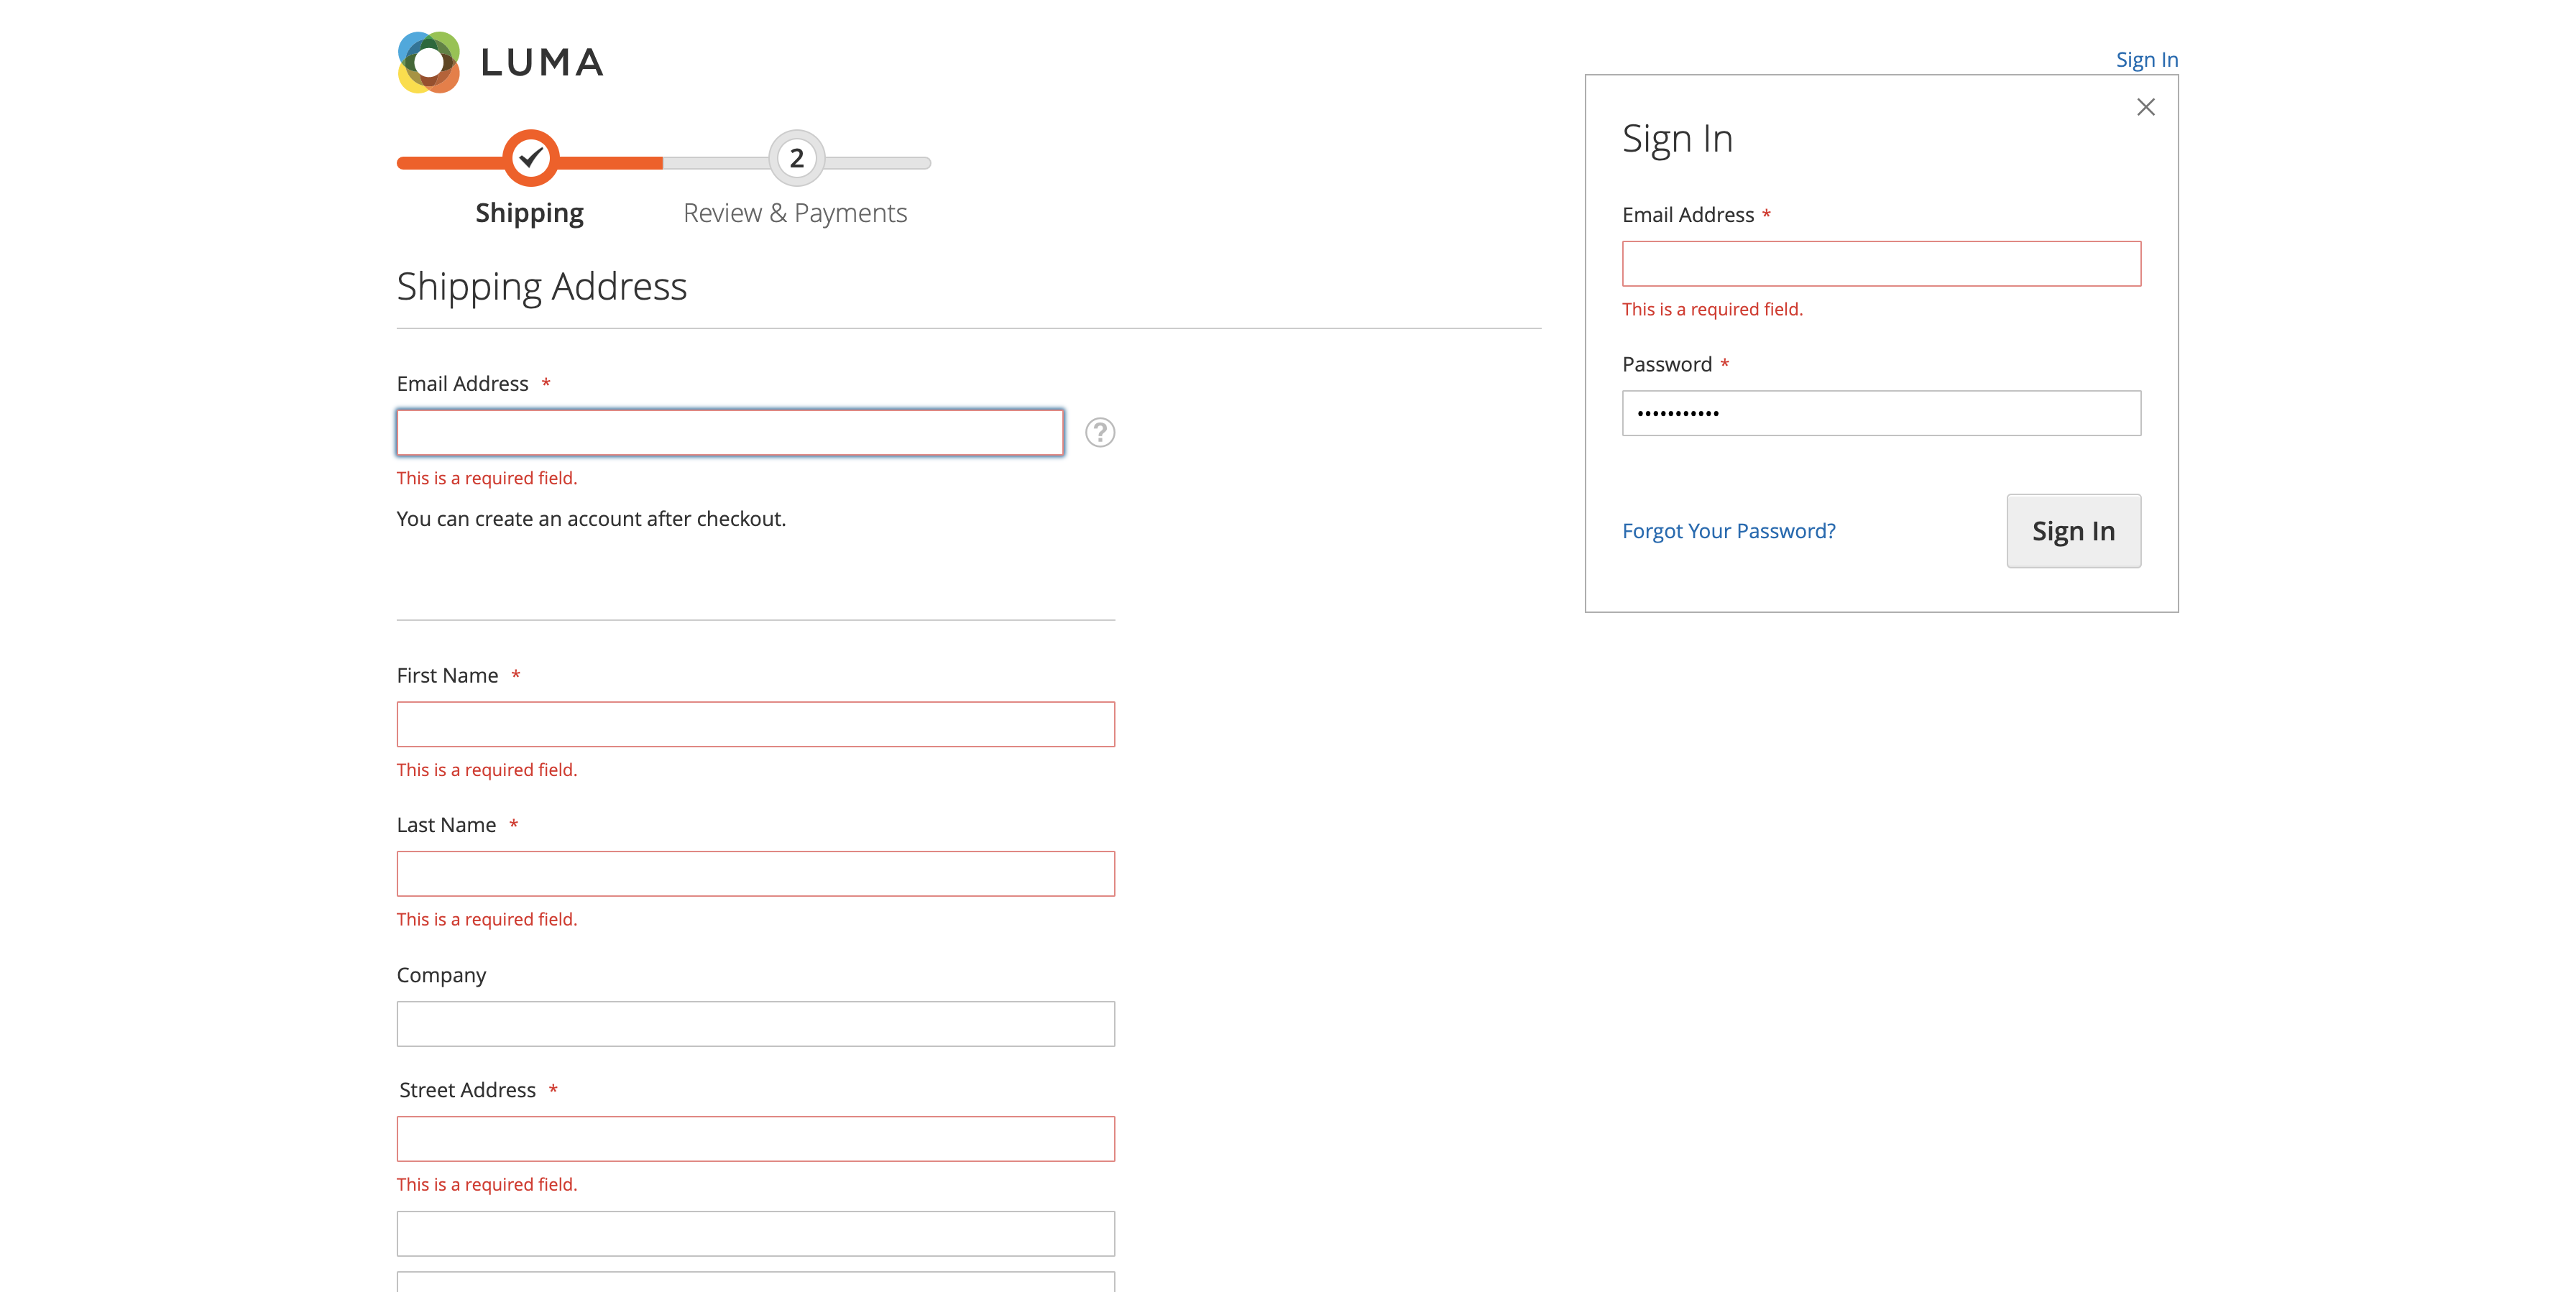 LUMA
Sign In
2
Shipping
Review & Payments
Shipping Address
Email Address *
?
This is a required field.
You can create an account after checkout.
First Name *
This is a required field.
Last Name *
This is a required field.
Company
Street Address *
This is a required field.
Sign In
Email Address *
This is a required field.
Password *
•••••••••••
Forgot Your Password?
Sign In